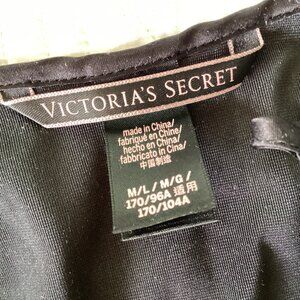 VICTORIA'S SECRET
made in China/
fabriqué en Chine/
hecho en China/
fabbricato in Cina/
中国制造
M/L / M/G /
170/96A 适用
170/104A